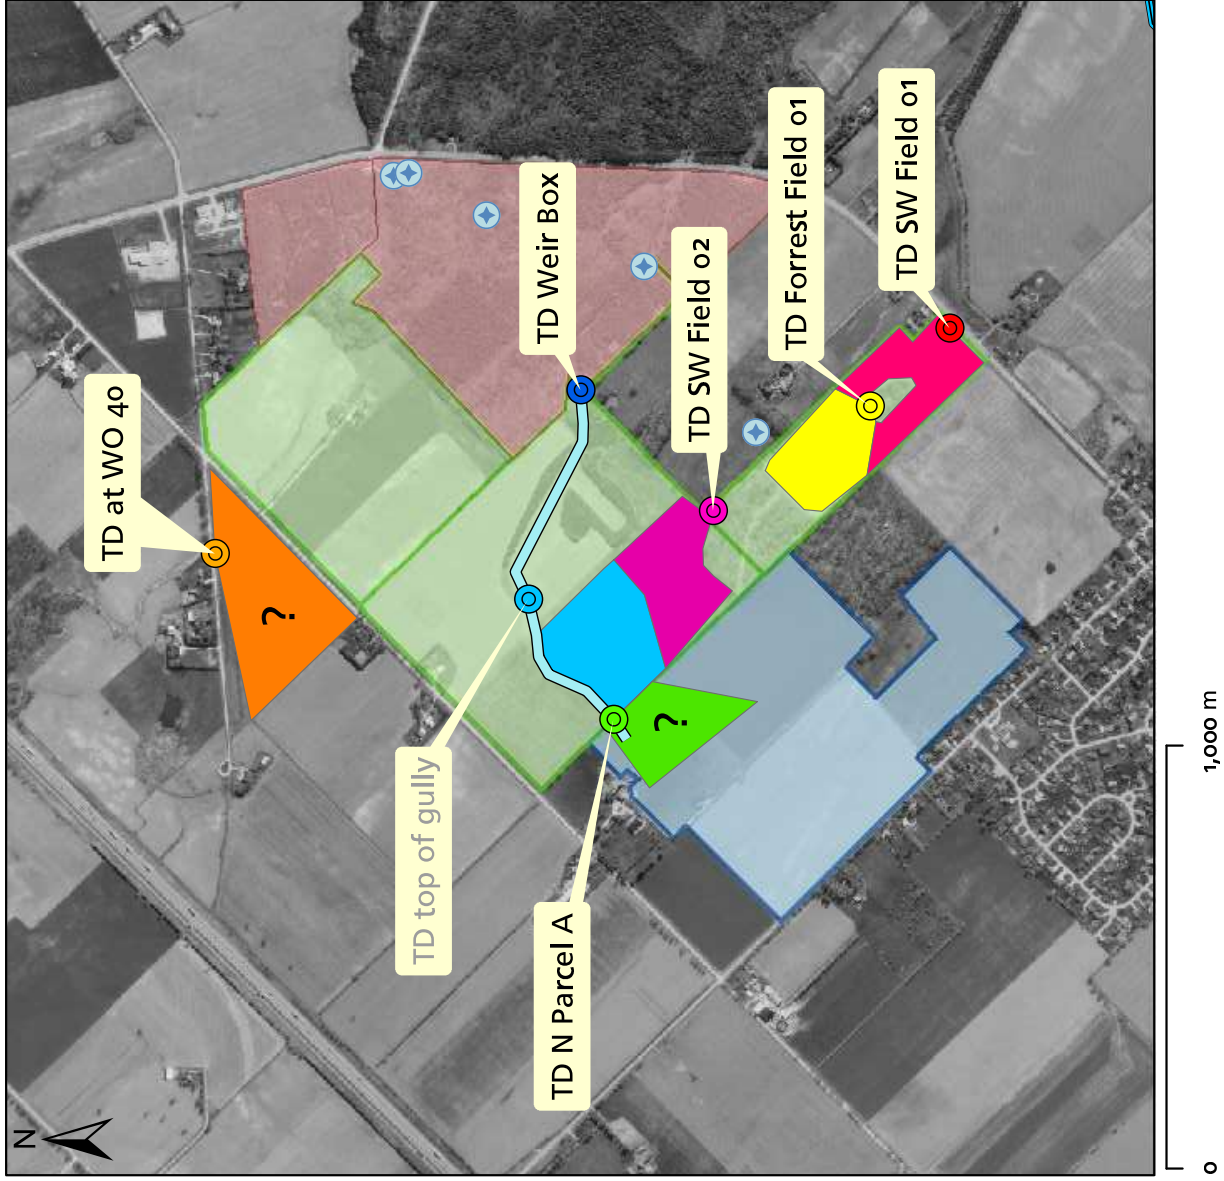 N
TD at WO 40
?
TD top of gully
TD Weir Box
TD N Parcel A
?
TD SW Field 02
TD Forrest Field 01
TD SW Field 01
0 1,000 m